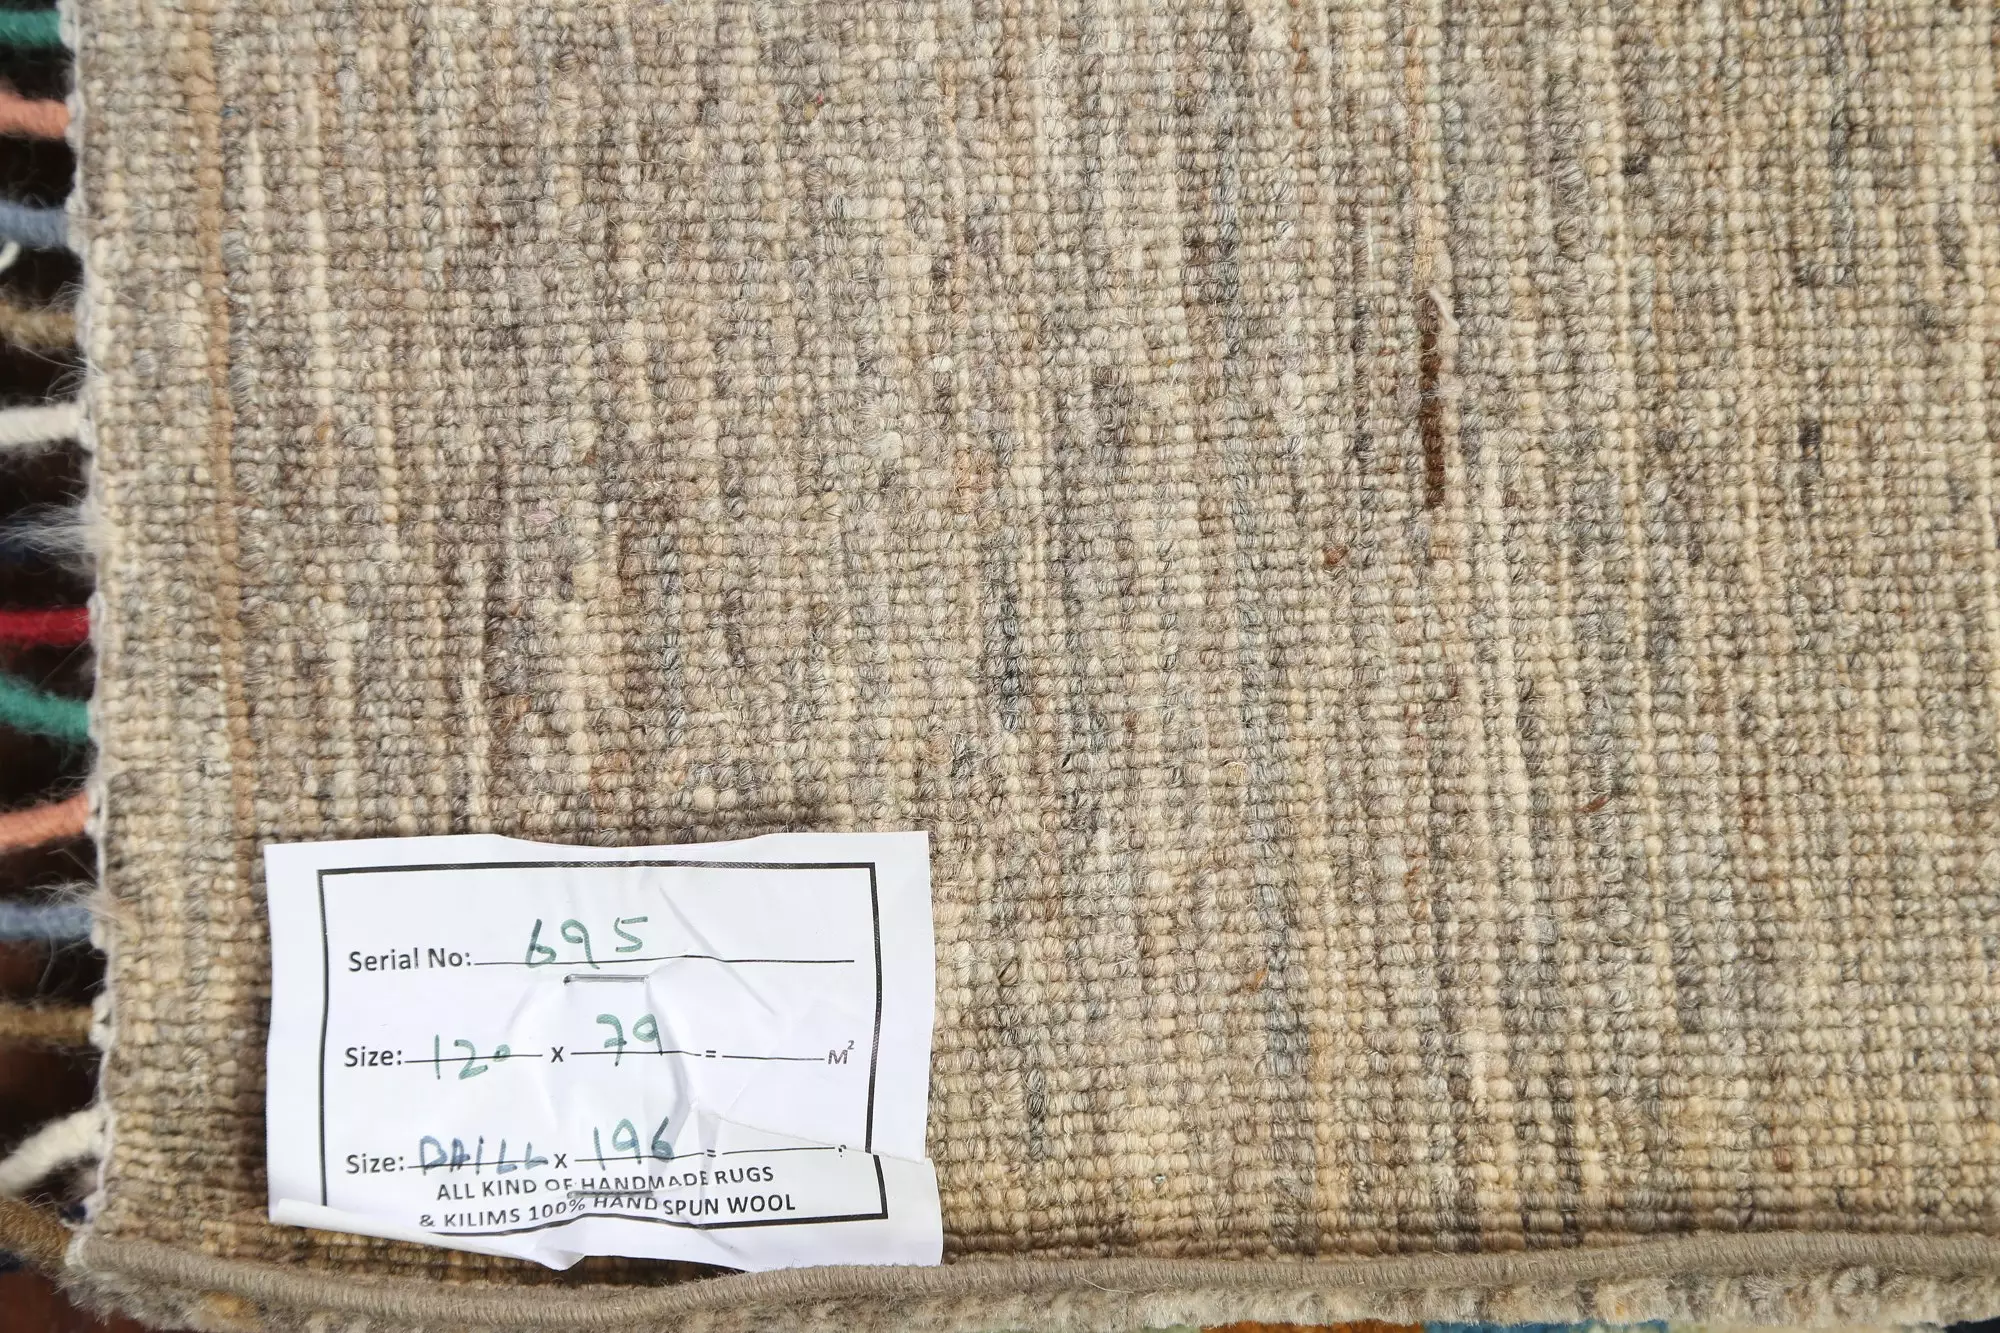 Serial No: 695
Size: 120 x 79 = M²
Size: DAILL x 196 =
ALL KIND OF HANDMADE RUGS
& KILIMS 100% HAND SPUN WOOL